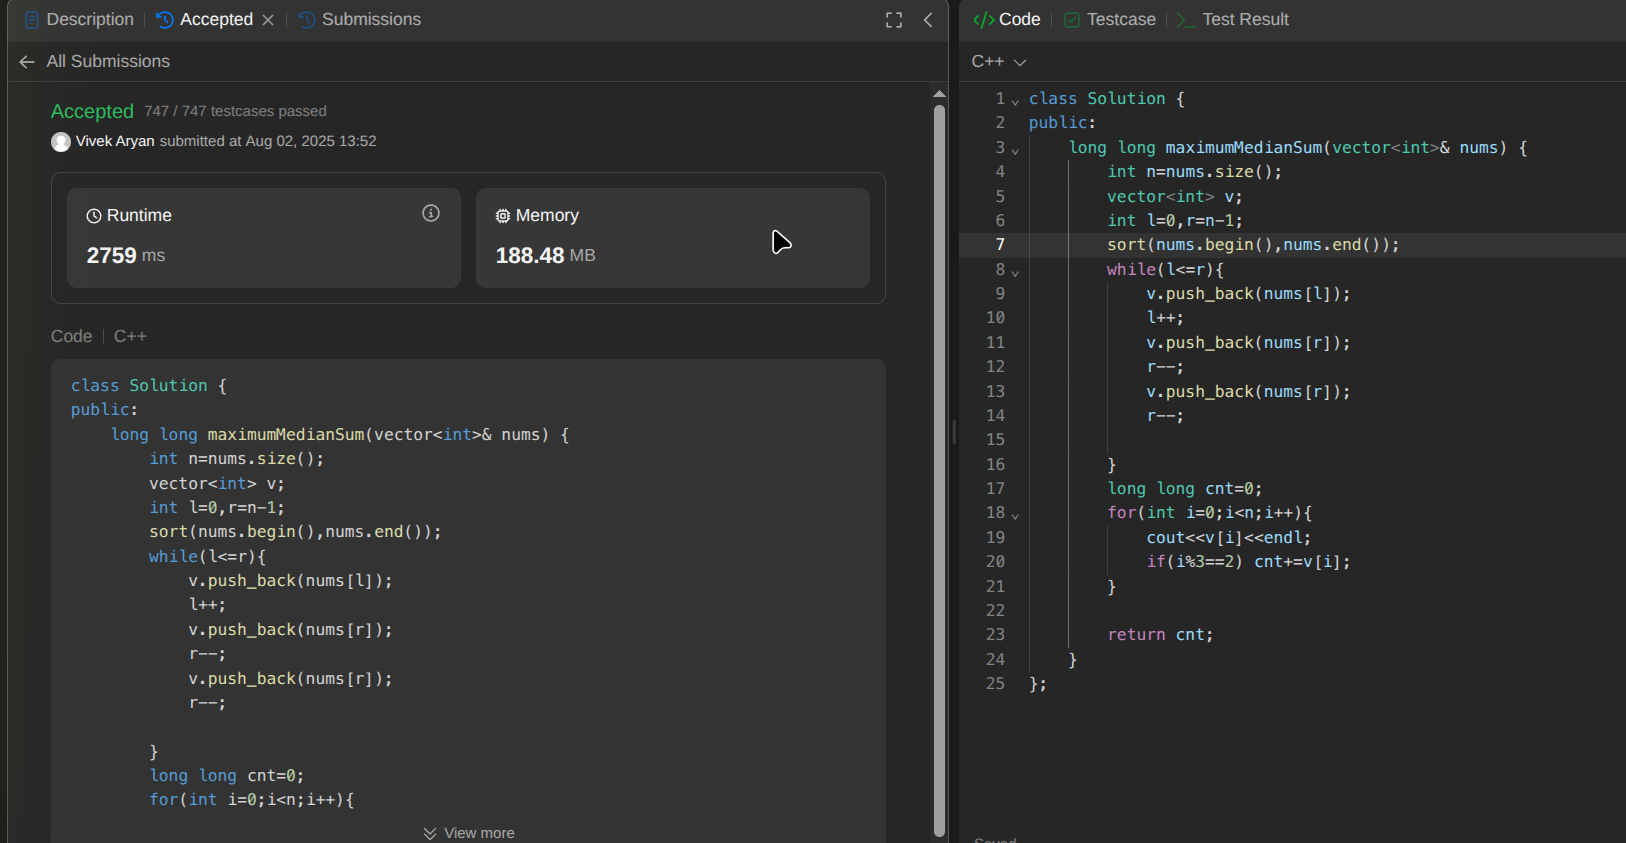 Description
Accepted
Submissions
All Submissions
Accepted 747 / 747 testcases passed
Vivek Aryan submitted at Aug 02, 2025 13:52
Runtime
2759 ms
Memory
188.48 MB
Code | C++
class Solution {
public:
    long long maximumMedianSum(vector<int>& nums) {
        int n=nums.size();
        vector<int> v;
        int l=0,r=n-1;
        sort(nums.begin(),nums.end());
        while(l<=r){
            v.push_back(nums[l]);
            l++;
            v.push_back(nums[r]);
            r--;
            v.push_back(nums[r]);
            r--;
        }
        long long cnt=0;
        for(int i=0;i<n;i++){
View more
</> Code
Testcase
>_ Test Result
C++
1 class Solution {
2 public:
3     long long maximumMedianSum(vector<int>& nums) {
4         int n=nums.size();
5         vector<int> v;
6         int l=0,r=n-1;
7         sort(nums.begin(),nums.end());
8         while(l<=r){
9             v.push_back(nums[l]);
10             l++;
11             v.push_back(nums[r]);
12             r--;
13             v.push_back(nums[r]);
14             r--;
15
16         }
17         long long cnt=0;
18         for(int i=0;i<n;i++){
19             cout<<v[i]<<endl;
20             if(i%3==2) cnt+=v[i];
21         }
22
23         return cnt;
24     }
25 };